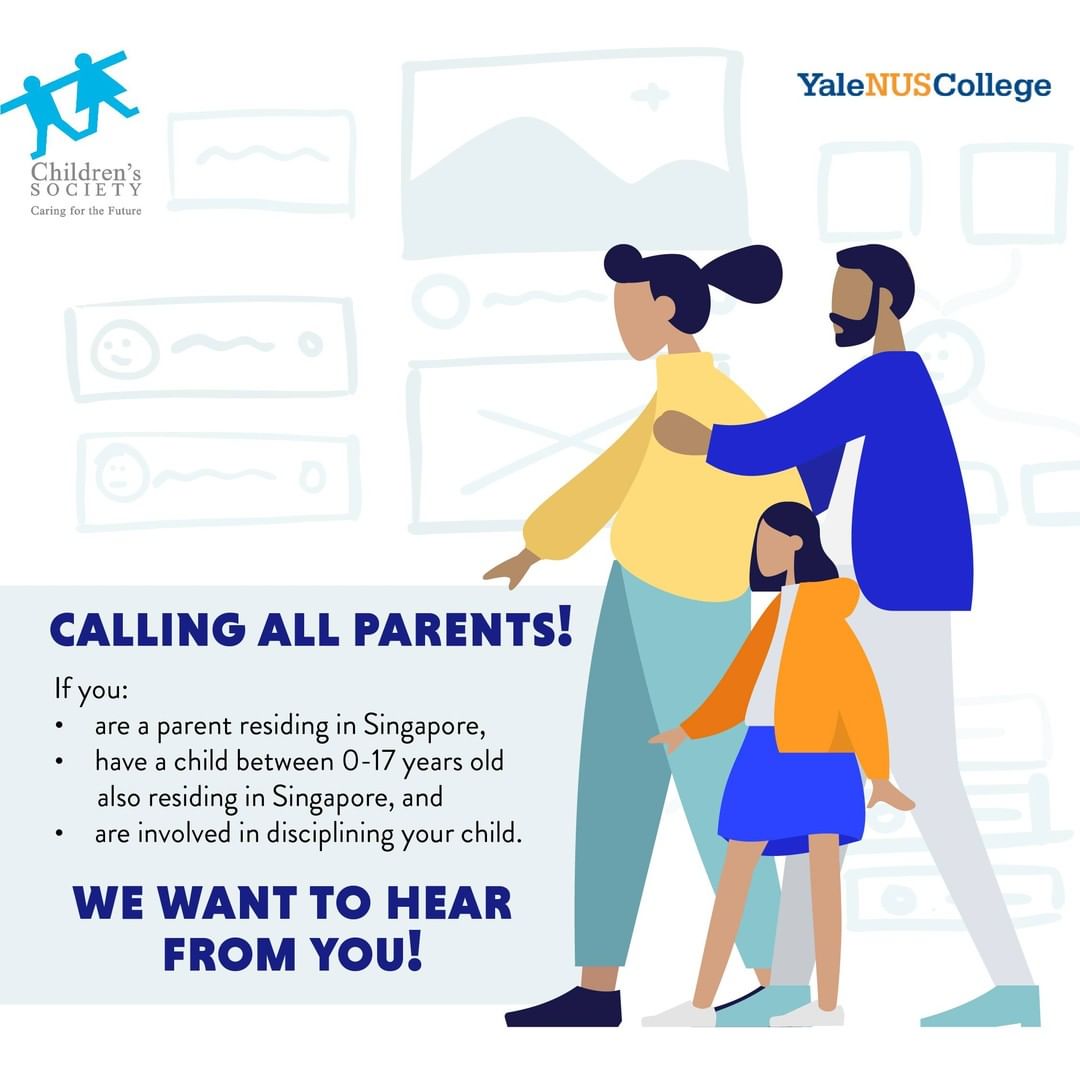 Children's
SOCIETY
Caring for the Future
YaleNUSCollege
CALLING ALL PARENTS!
If you:
• are a parent residing in Singapore,
• have a child between 0-17 years old
also residing in Singapore, and
• are involved in disciplining your child.
WE WANT TO HEAR
FROM YOU!